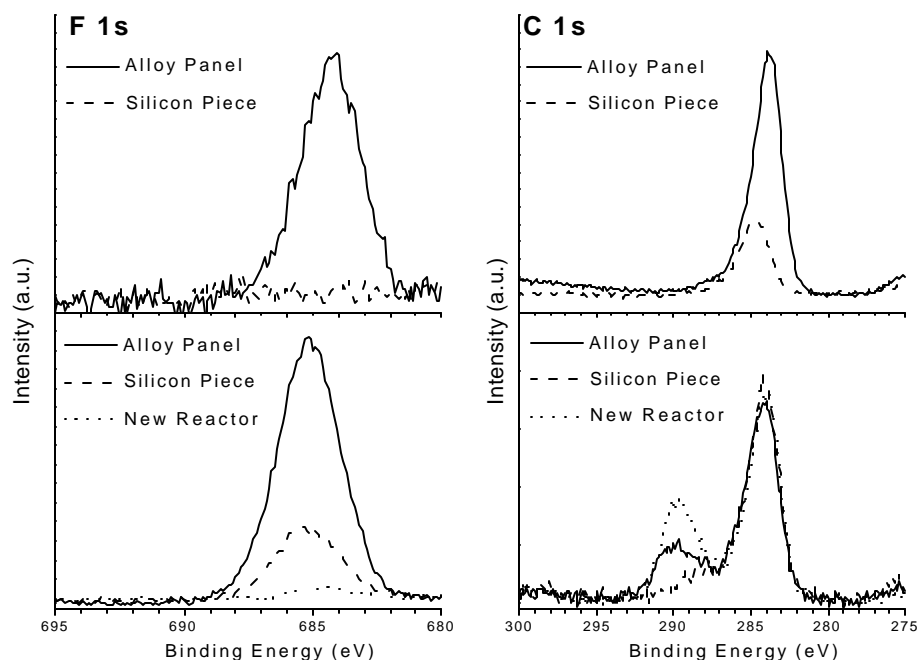 F 1s
Alloy Panel
Silicon Piece
Alloy Panel
Silicon Piece
New Reactor
Intensity (a.u.)
695 690 685 680
Binding Energy (eV)
C 1s
Alloy Panel
Silicon Piece
Alloy Panel
Silicon Piece
New Reactor
Intensity (a.u.)
300 295 290 285 280 275
Binding Energy (eV)